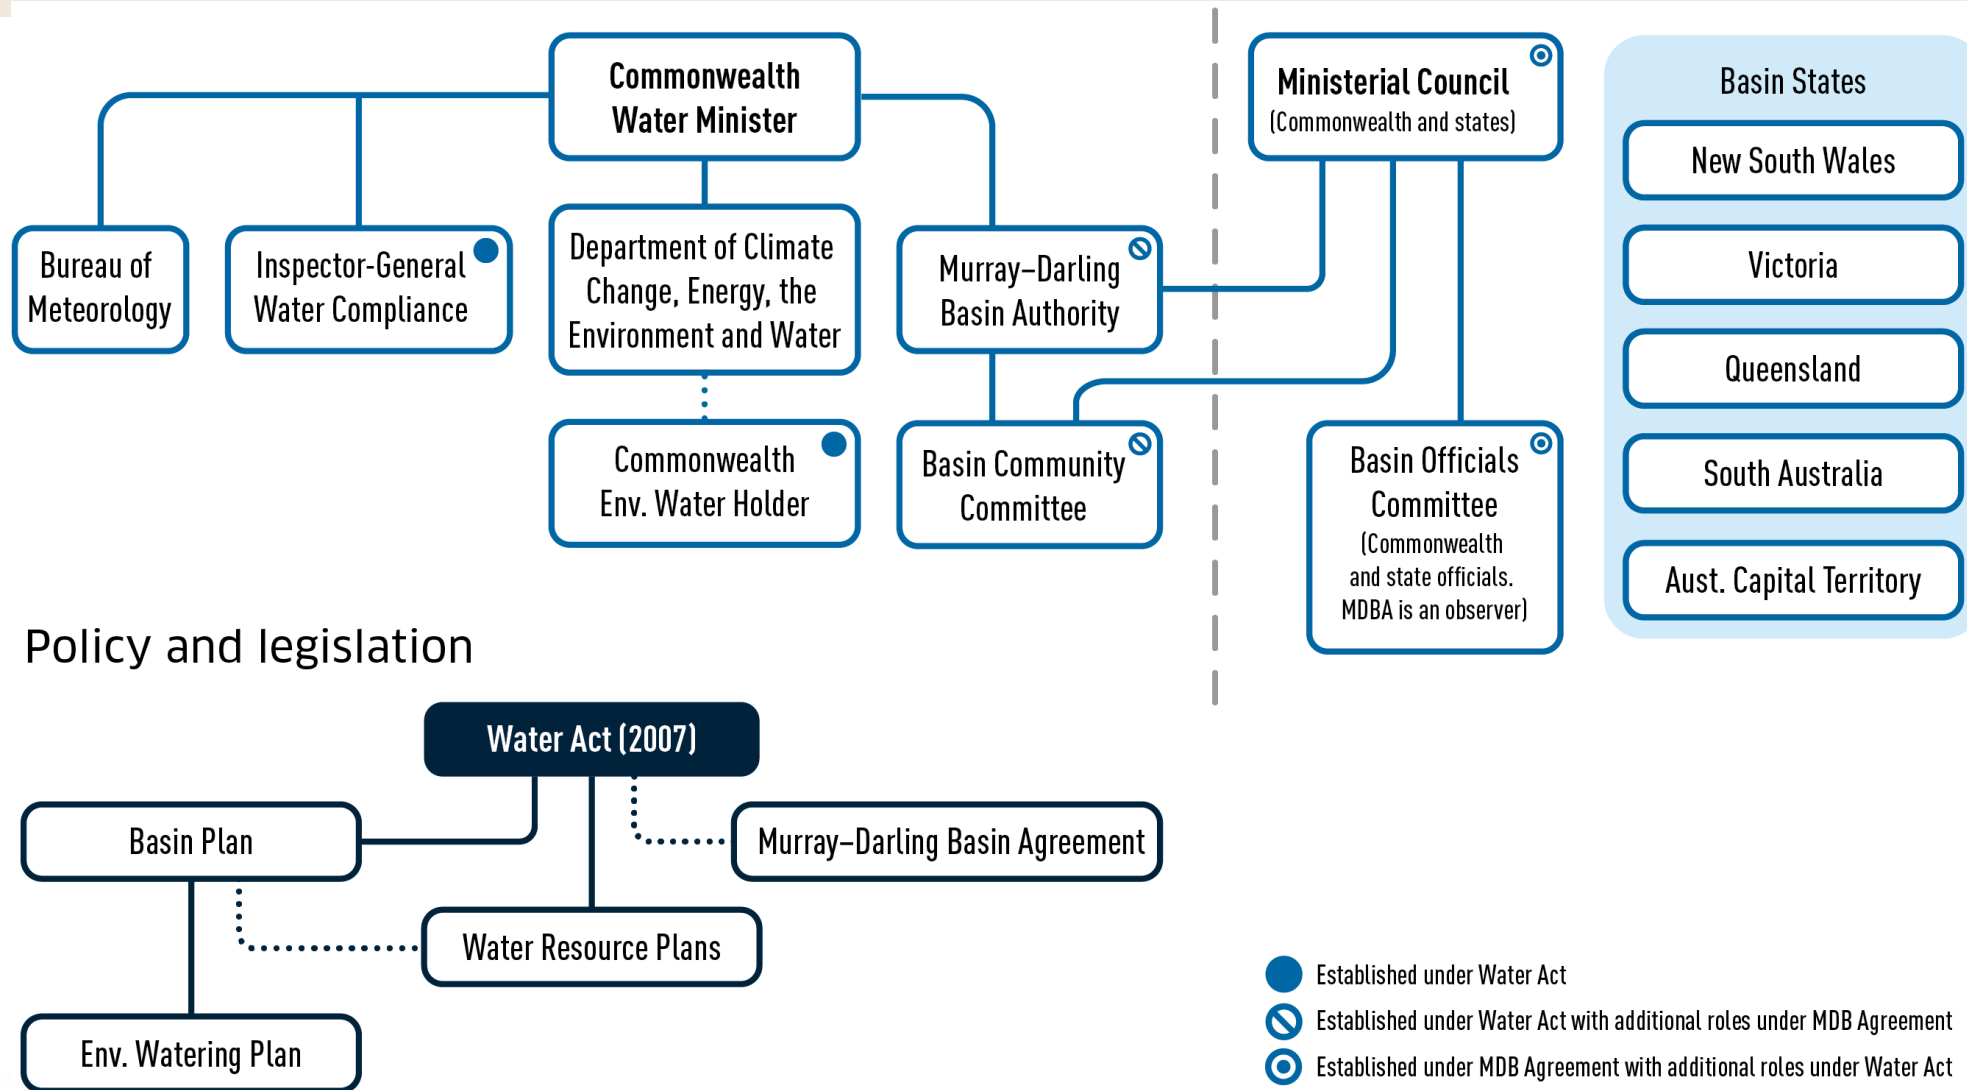 Commonwealth
Water Minister
Ministerial Council
(Commonwealth and states)
Basin States
New South Wales
Victoria
Queensland
South Australia
Aust. Capital Territory
Bureau of
Meteorology
Inspector-General
Water Compliance
Department of Climate
Change, Energy, the
Environment and Water
Murray–Darling
Basin Authority
Commonwealth
Env. Water Holder
Basin Community
Committee
Basin Officials
Committee
(Commonwealth
and state officials.
MDBA is an observer)
Policy and legislation
Water Act (2007)
Basin Plan
Murray–Darling Basin Agreement
Water Resource Plans
Env. Watering Plan
Established under Water Act
Established under Water Act with additional roles under MDB Agreement
Established under MDB Agreement with additional roles under Water Act